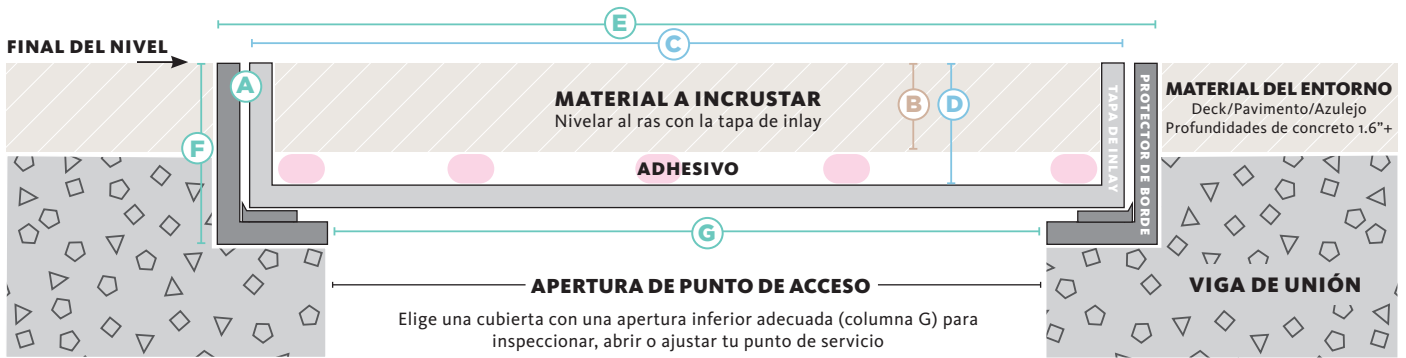 E
C
FINAL DEL NIVEL
A
MATERIAL A INCRUSTAR
Nivelar al ras con la tapa de inlay
B
D
TAPA DE INLAY
PROTECTOR DE BORDE
MATERIAL DEL ENTORNO
Deck/Pavimento/Azulejo
Profundidades de concreto 1.6”+
F
ADHESIVO
G
APERTURA DE PUNTO DE ACCESO
VIGA DE UNIÓN
Elige una cubierta con una apertura inferior adecuada (columna G) para
inspeccionar, abrir o ajustar tu punto de servicio